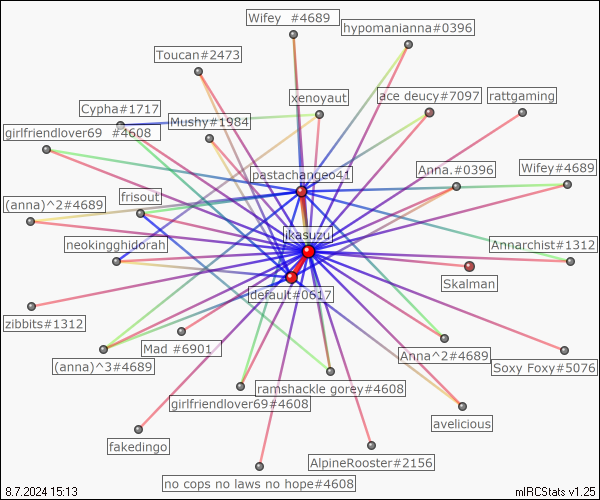 Wifey  #4689
hypomanianna#0396
Toucan#2473
xenoyaut
ace deucy#7097
rattgaming
Cypha#1717
Mushy#1984
girlfriendlover69  #4608
pastachangeo41
Anna.#0396
Wifey#4689
(anna)^2#4689
frisout
neokingghidorah
ikasuzu
Annarchist#1312
default#0617
Skalman
zibbits#1312
Mad #6901
(anna)^3#4689
Anna^2#4689
Soxy Foxy#5076
ramshackle gorey#4608
girlfriendlover69#4608
avelicious
fakedingo
AlpineRooster#2156
no cops no laws no hope#4608
8.7.2024 15:13
mIRCStats v1.25